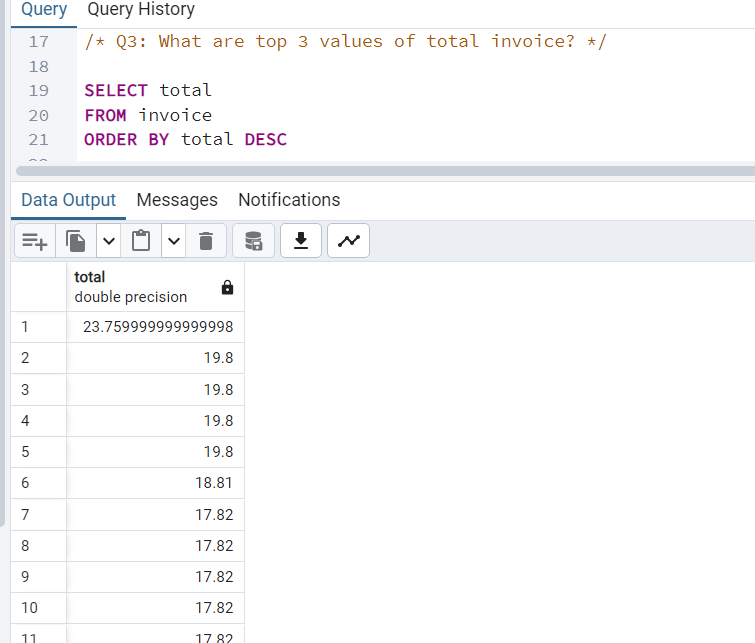 Query Query History
17 /* Q3: What are top 3 values of total invoice? */
18
19 SELECT total
20 FROM invoice
21 ORDER BY total DESC
Data Output Messages Notifications
total
double precision
1 23.759999999999998
2 19.8
3 19.8
4 19.8
5 19.8
6 18.81
7 17.82
8 17.82
9 17.82
10 17.82
11 17.82